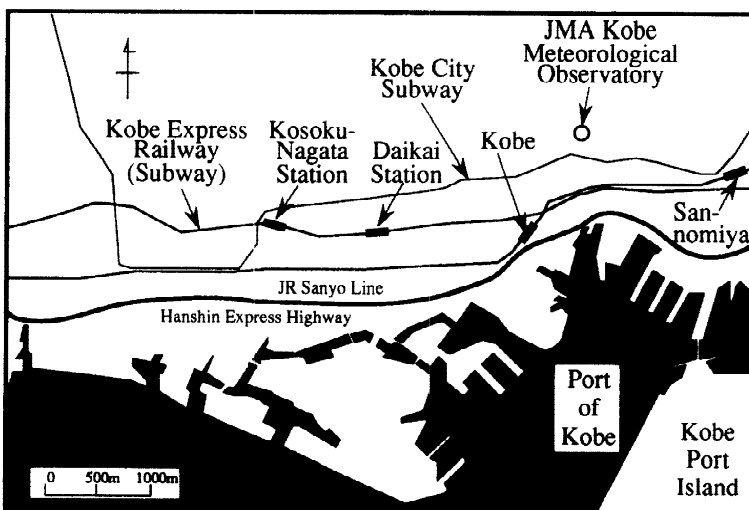 JMA Kobe
Meteorological
Observatory
Kobe City
Subway
Kobe Express
Railway
(Subway)
Kosoku-
Nagata
Station
Daikai
Station
Kobe
San-
nomiya
JR Sanyo Line
Hanshin Express Highway
Port
of
Kobe
Kobe
Port
Island
0 500m 1000m